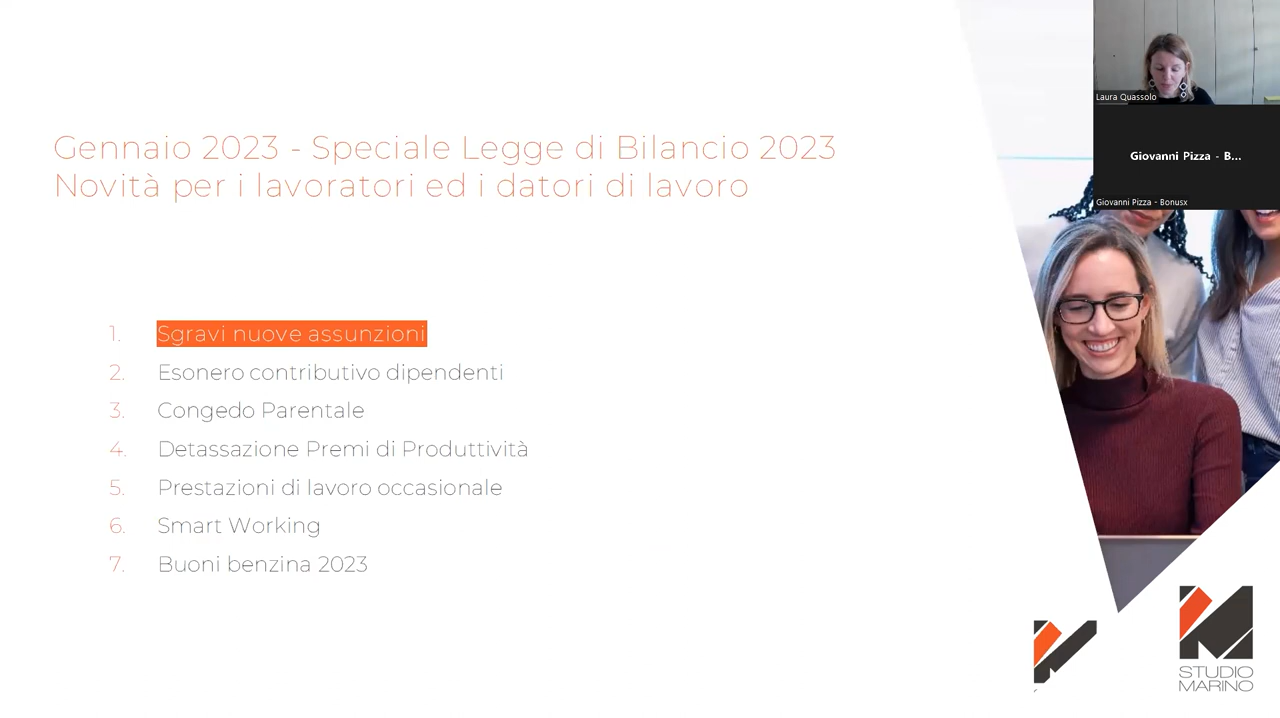 Gennaio 2023 - Speciale Legge di Bilancio 2023
Novità per i lavoratori ed i datori di lavoro
1. Sgravi nuove assunzioni
2. Esonero contributivo dipendenti
3. Congedo Parentale
4. Detassazione Premi di Produttività
5. Prestazioni di lavoro occasionale
6. Smart Working
7. Buoni benzina 2023
Laura Quassolo
Giovanni Pizza - B...
Giovanni Pizza - Bonusx
STUDIO
MARINO